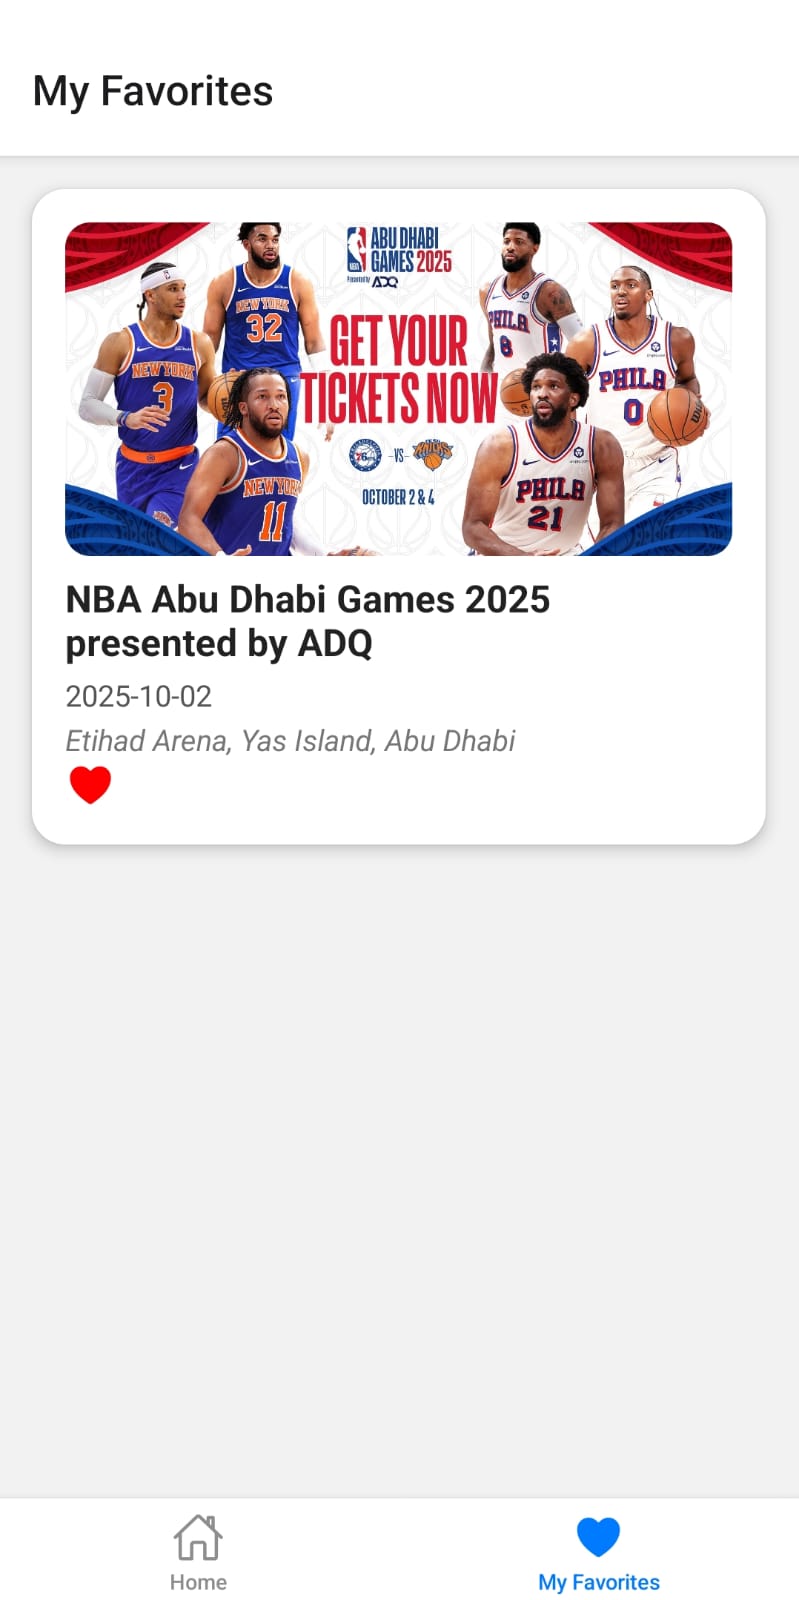 My Favorites
NBA
ABU DHABI
GAMES 2025
Presented by ADQ
GET YOUR
TICKETS NOW
76ers -VS- KNICKS
OCTOBER 2 & 4
NEW YORK
32
NEW YORK
3
NEW YORK
11
PHILA
8
PHILA
0
PHILA
21
NBA Abu Dhabi Games 2025
presented by ADQ
2025-10-02
Etihad Arena, Yas Island, Abu Dhabi
Home
My Favorites